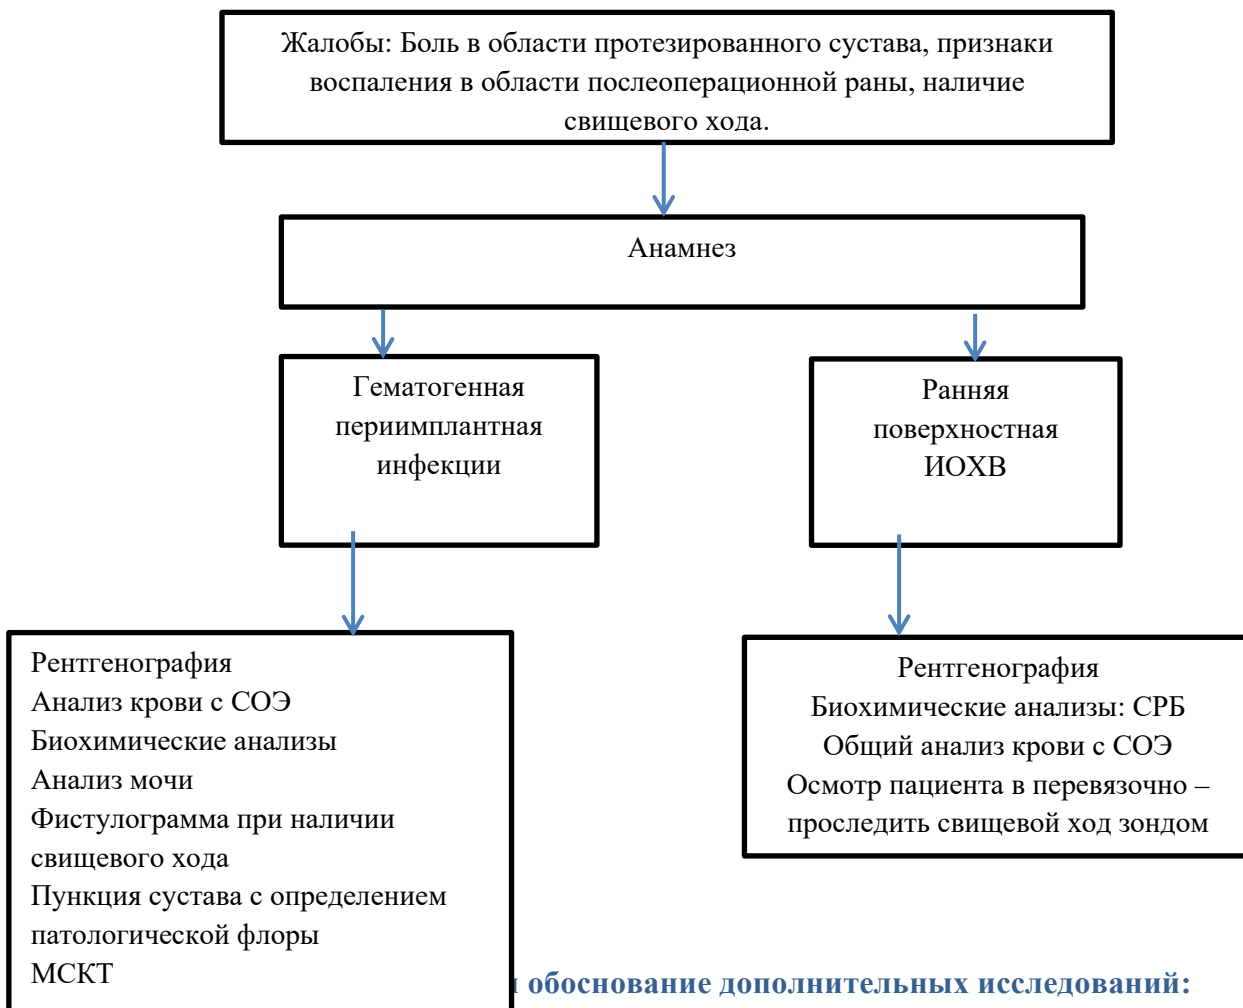 Жалобы: Боль в области протезированного сустава, признаки
воспаления в области послеоперационной раны, наличие
свищевого хода.
Анамнез
Гематогенная
периимплантная
инфекции
Ранняя
поверхностная
ИОХВ
Рентгенография
Анализ крови с СОЭ
Биохимические анализы
Анализ мочи
Фистулограмма при наличии
свищевого хода
Пункция сустава с определением
патологической флоры
МСКТ
Рентгенография
Биохимические анализы: СРБ
Общий анализ крови с СОЭ
Осмотр пациента в перевязочно –
проследить свищевой ход зондом
обоснование дополнительных исследований: